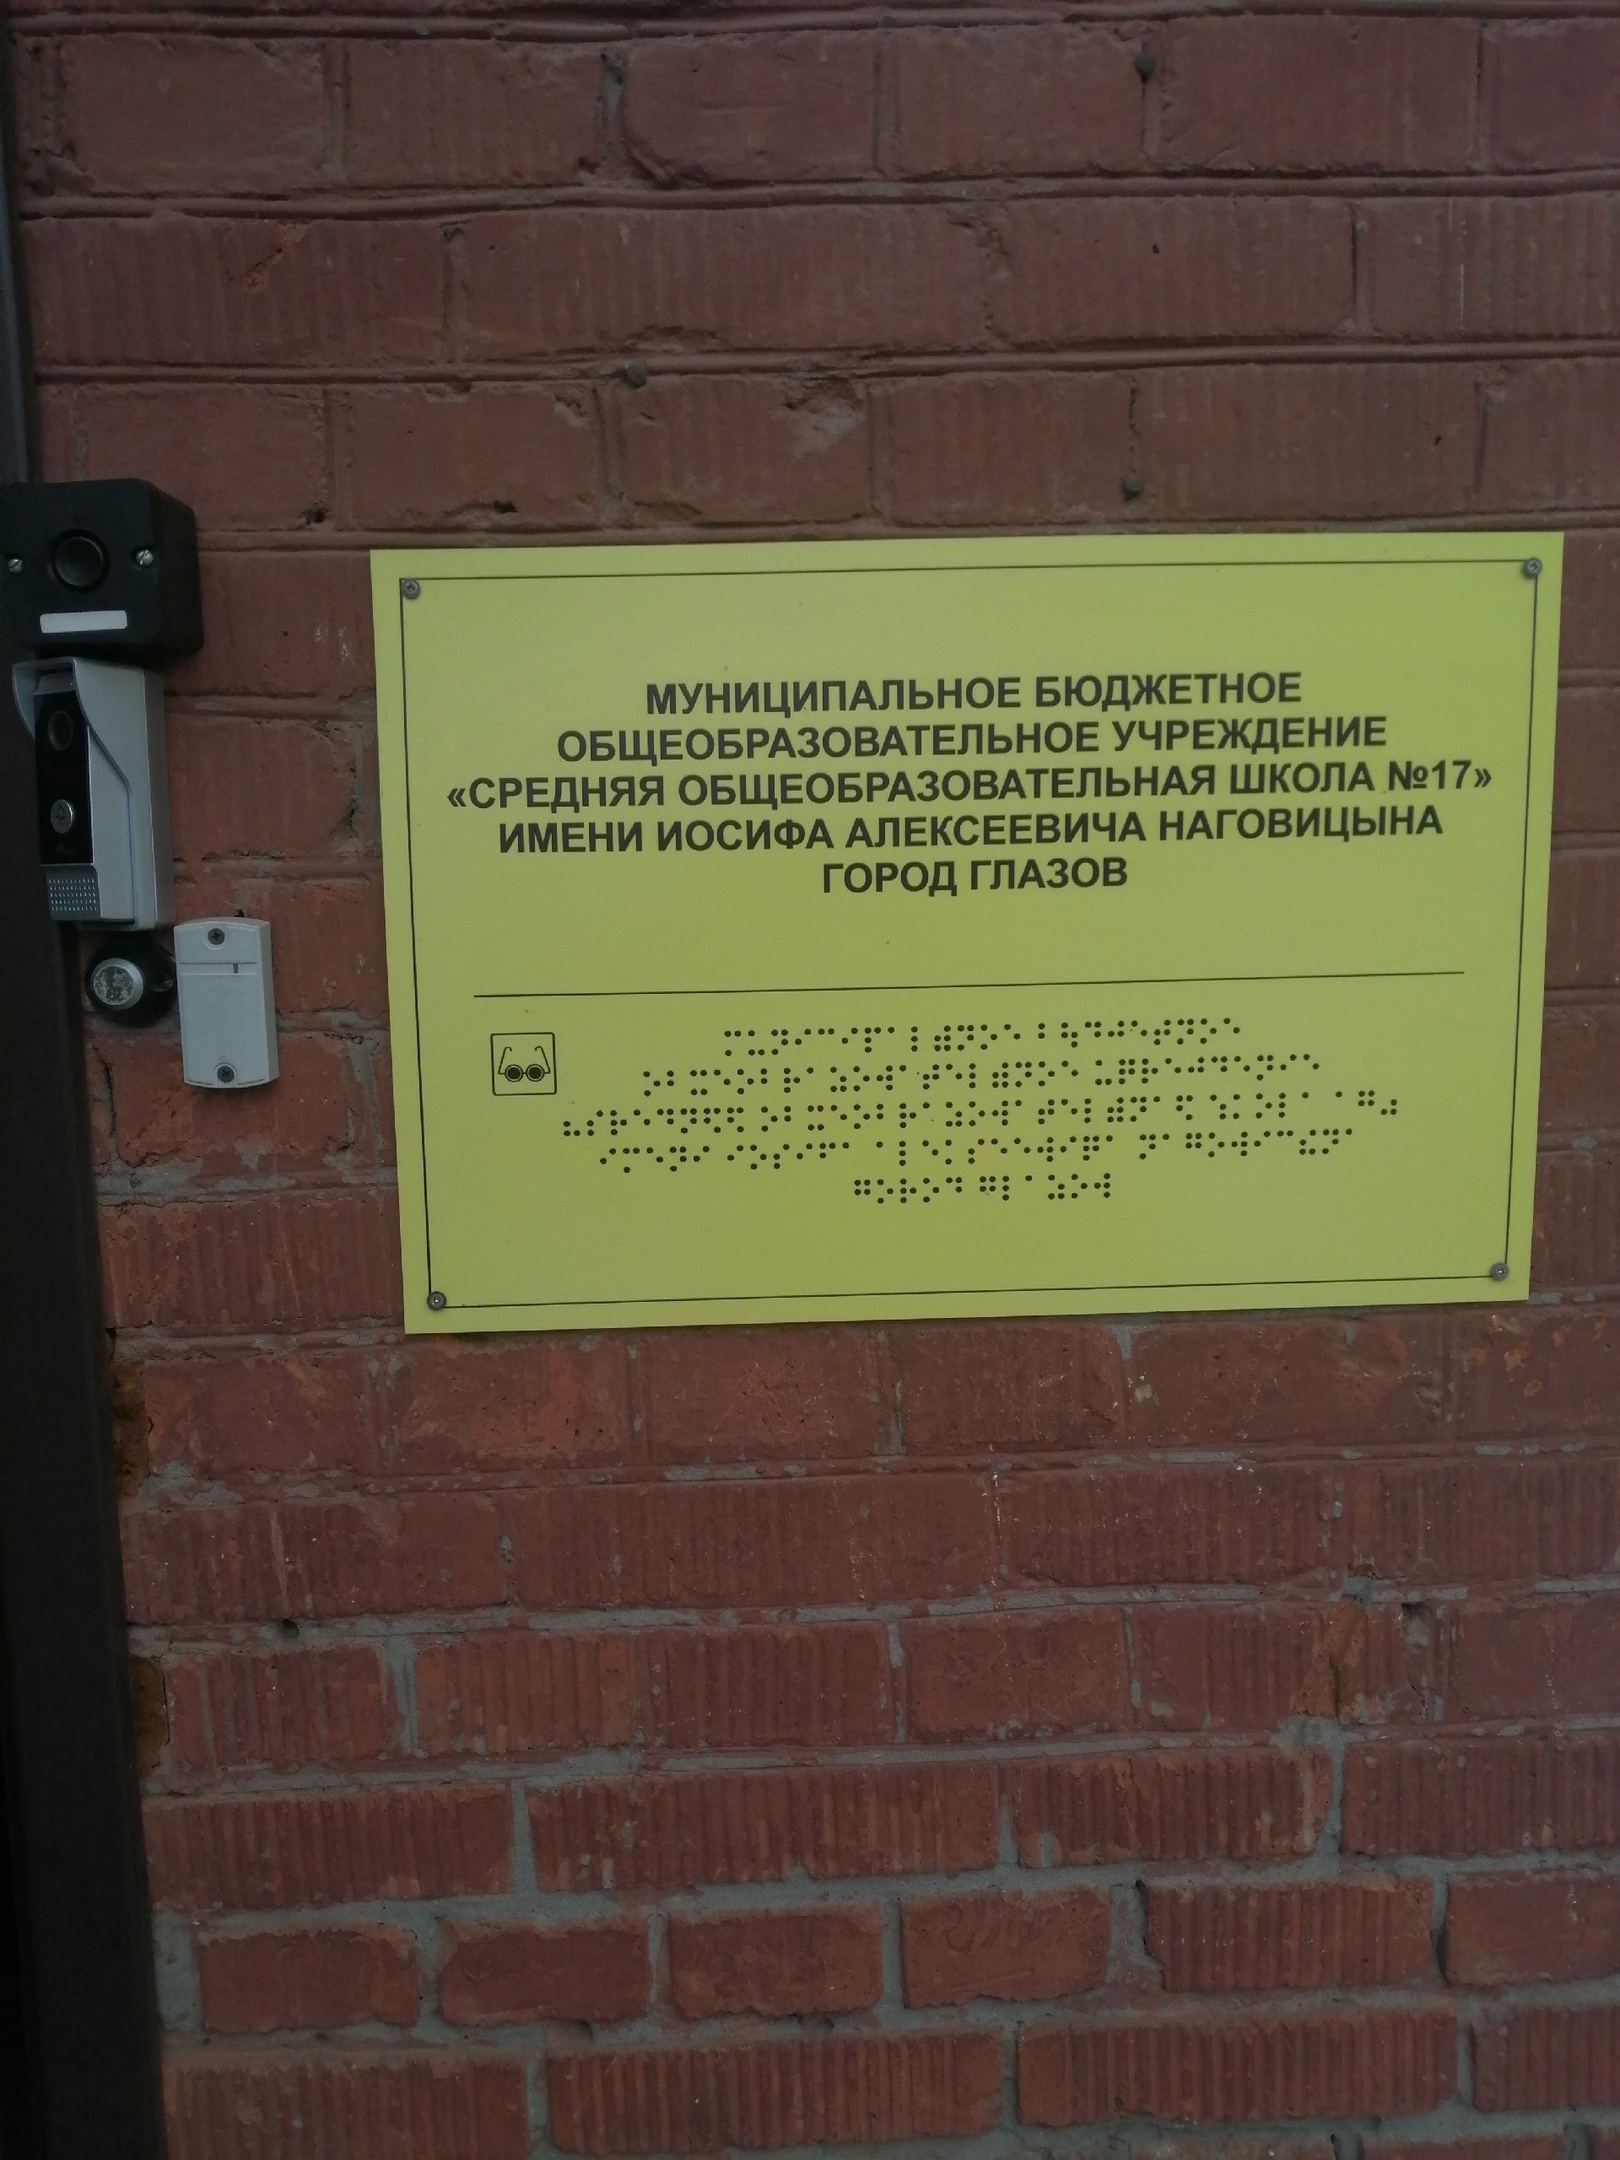 МУНИЦИПАЛЬНОЕ БЮДЖЕТНОЕ
ОБЩЕОБРАЗОВАТЕЛЬНОЕ УЧРЕЖДЕНИЕ
«СРЕДНЯЯ ОБЩЕОБРАЗОВАТЕЛЬНАЯ ШКОЛА №17»
ИМЕНИ ИОСИФА АЛЕКСЕЕВИЧА НАГОВИЦЫНА
ГОРОД ГЛАЗОВ